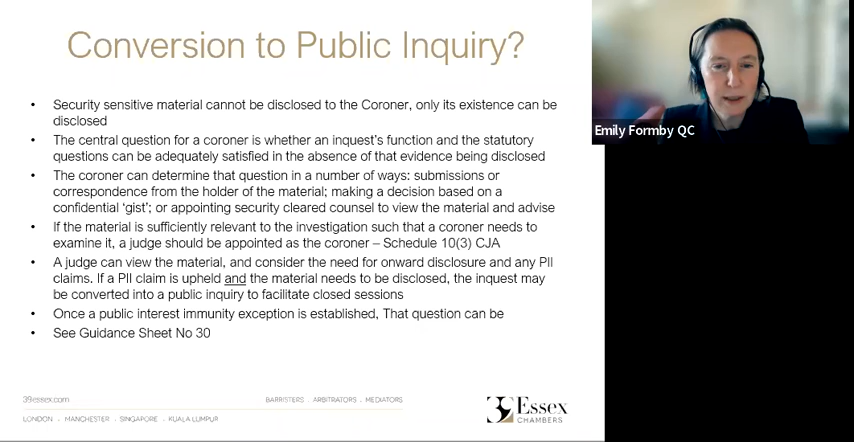 Conversion to Public Inquiry?
• Security sensitive material cannot be disclosed to the Coroner, only its existence can be
disclosed
• The central question for a coroner is whether an inquest's function and the statutory
questions can be adequately satisfied in the absence of that evidence being disclosed
• The coroner can determine that question in a number of ways: submissions or
correspondence from the holder of the material; making a decision based on a
confidential 'gist'; or appointing security cleared counsel to view the material and advise
• If the material is sufficiently relevant to the investigation such that a coroner needs to
examine it, a judge should be appointed as the coroner – Schedule 10(3) CJA
• A judge can view the material, and consider the need for onward disclosure and any PII
claims. If a PII claim is upheld and the material needs to be disclosed, the inquest may
be converted into a public inquiry to facilitate closed sessions
• Once a public interest immunity exception is established, That question can be
• See Guidance Sheet No 30
39essex.com
BARRISTERS . ARBITRATORS . MEDIATORS
LONDON . MANCHESTER . SINGAPORE . KUALA LUMPUR
39 Essex
CHAMBERS
Emily Formby QC